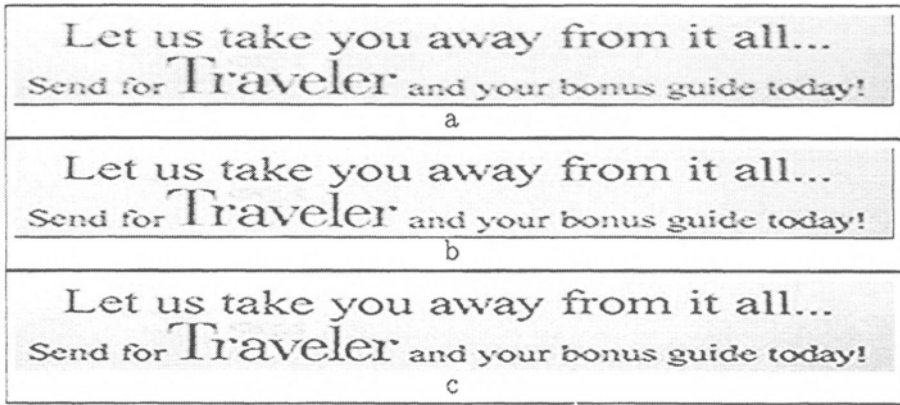 Let us take you away from it all...
Send for Traveler and your bonus guide today!
a
Let us take you away from it all...
Send for Traveler and your bonus guide today!
b
Let us take you away from it all...
Send for Traveler and your bonus guide today!
c